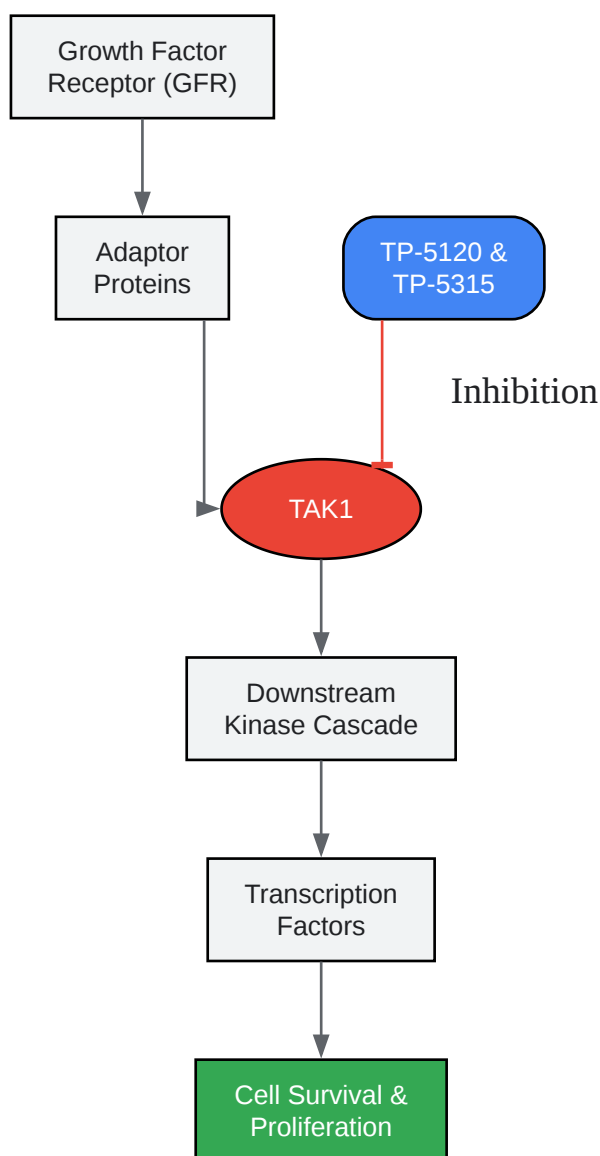 Growth Factor
Receptor (GFR)
Adaptor
Proteins
TP-5120 &
TP-5315
Inhibition
TAK1
Downstream
Kinase Cascade
Transcription
Factors
Cell Survival &
Proliferation